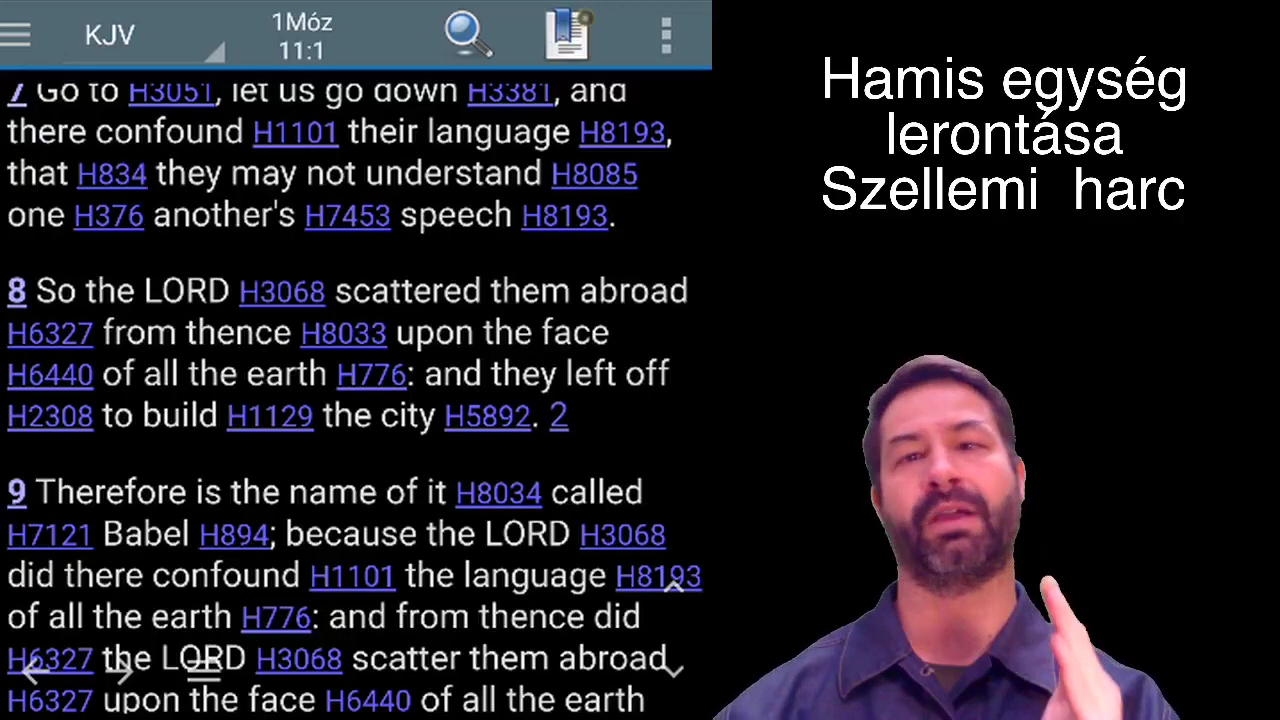 KJV
1Móz
11:1
7 Go to H3051, let us go down H3381, and
there confound H1101 their language H8193,
that H834 they may not understand H8085
one H376 another's H7453 speech H8193.
8 So the LORD H3068 scattered them abroad
H6327 from thence H8033 upon the face
H6440 of all the earth H776: and they left off
H2308 to build H1129 the city H5892. 2
9 Therefore is the name of it H8034 called
H7121 Babel H894; because the LORD H3068
did there confound H1101 the language H8193
of all the earth H776: and from thence did
H6327 the LORD H3068 scatter them abroad
H6327 upon the face H6440 of all the earth
Hamis egység
lerontása
Szellemi harc